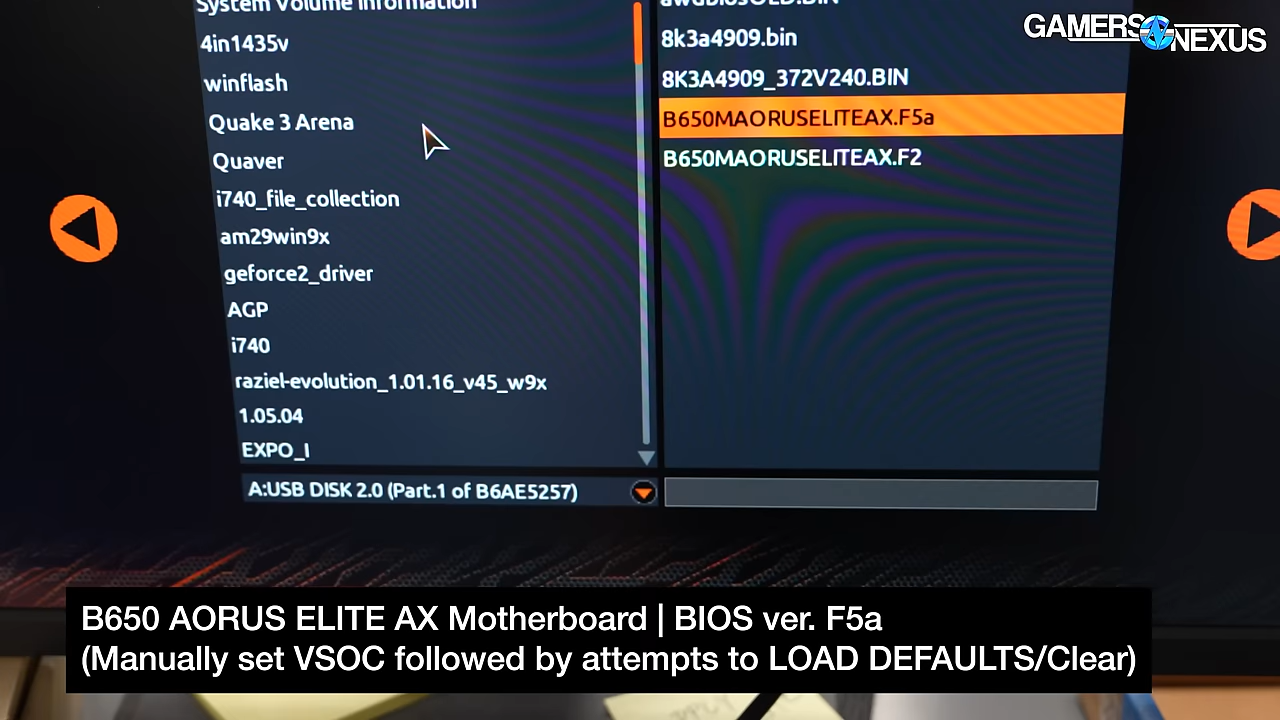 System Volume Information
4in1435v
winflash
Quake 3 Arena
Quaver
i740_file_collection
am29win9x
geforce2_driver
AGP
i740
raziel-evolution_1.01.16_v45_w9x
1.05.04
EXPO_I
A:USB DISK 2.0 (Part.1 of B6AE5257)
awdbiosOLD.BIN
8k3a4909.bin
8K3A4909_372V240.BIN
B650MAORUSELITEAX.F5a
B650MAORUSELITEAX.F2
GAMERS NEXUS
B650 AORUS ELITE AX Motherboard | BIOS ver. F5a
(Manually set VSOC followed by attempts to LOAD DEFAULTS/Clear)